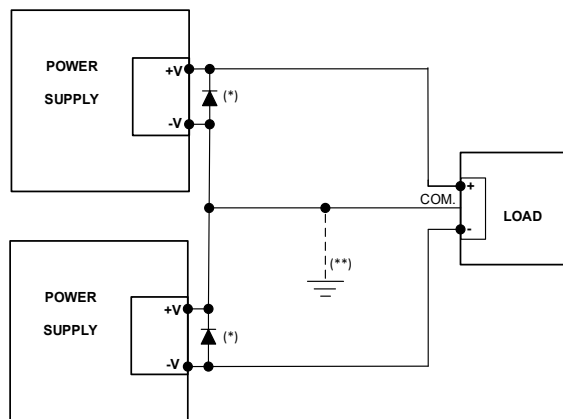 POWER
SUPPLY
+V
(*)
-V
COM.
+
-
LOAD
(**)
POWER
SUPPLY
+V
(*)
-V